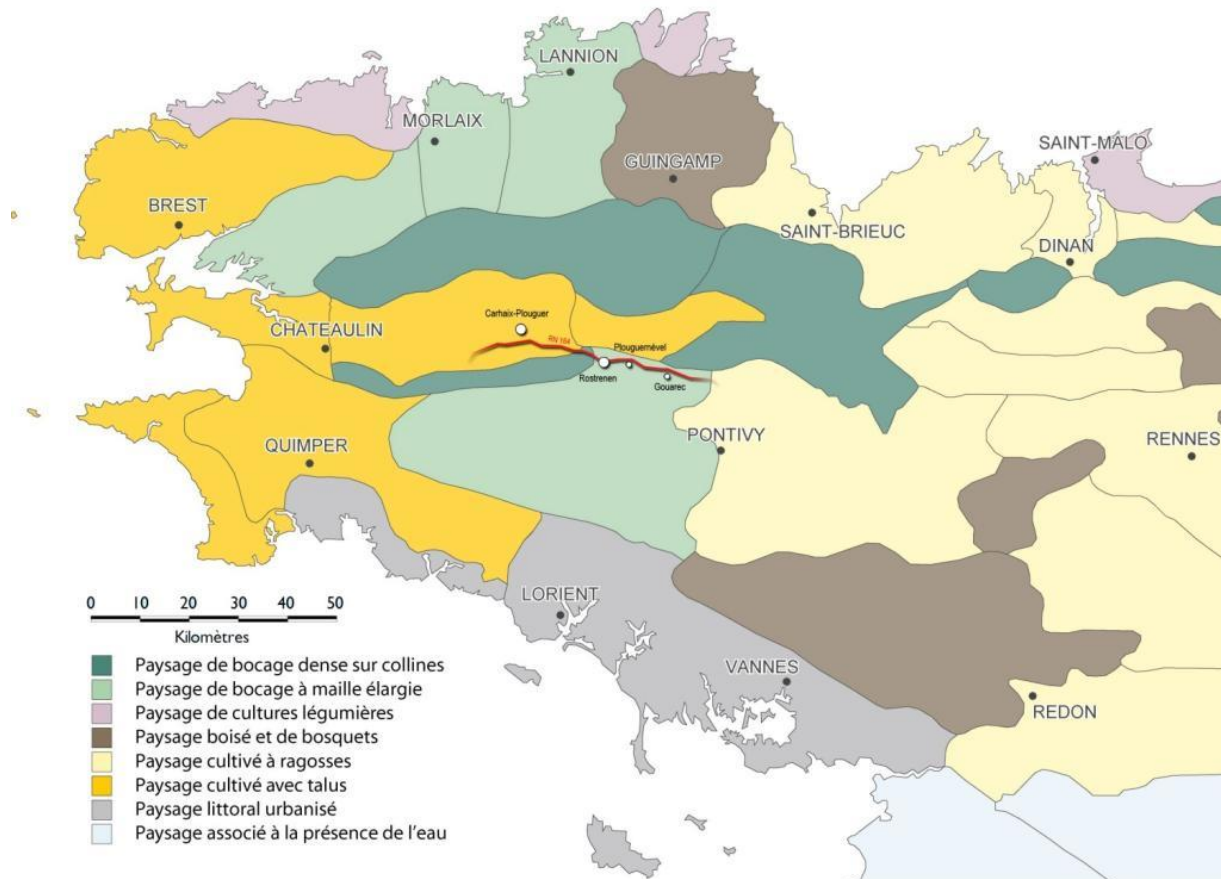 LANNION
MORLAIX
SAINT-MALO
GUINGAMP
BREST
SAINT-BRIEUC
DINAN
Carhaix-Plouguer
CHATEAULIN
RN 164
Plouguernével
Rostrenen
Gouarec
QUIMPER
PONTIVY
RENNES
LORIENT
VANNES
REDON
0 10 20 30 40 50
Kilomètres
Paysage de bocage dense sur collines
Paysage de bocage à maille élargie
Paysage de cultures légumières
Paysage boisé et de bosquets
Paysage cultivé à ragosses
Paysage cultivé avec talus
Paysage littoral urbanisé
Paysage associé à la présence de l'eau